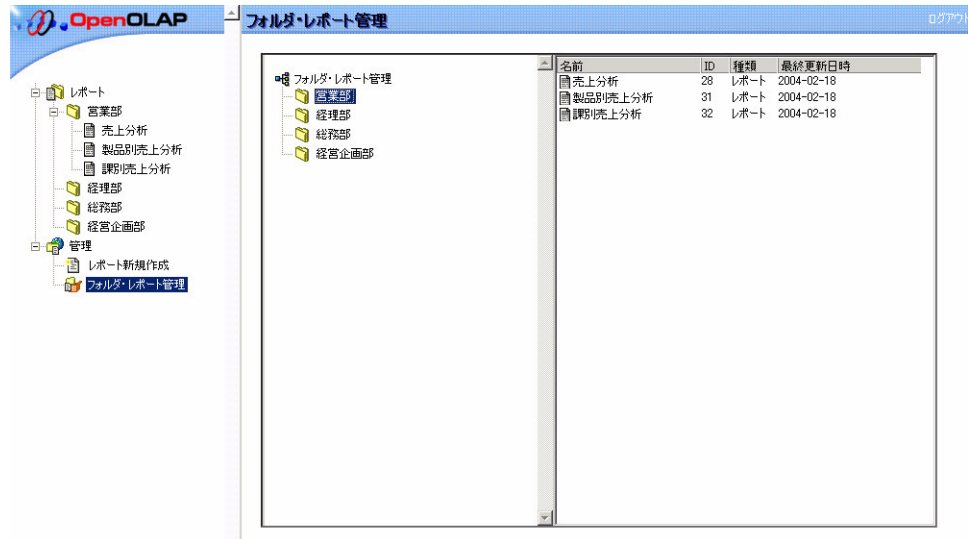 OpenOLAP
フォルダ・レポート管理
ログアウト
レポート
営業部
売上分析
製品別売上分析
課別売上分析
経理部
総務部
経営企画部
管理
レポート新規作成
フォルダ・レポート管理
フォルダ・レポート管理
営業部
経理部
総務部
経営企画部
名前 ID 種類 最終更新日時
売上分析 28 レポート 2004-02-18
製品別売上分析 31 レポート 2004-02-18
課別売上分析 32 レポート 2004-02-18